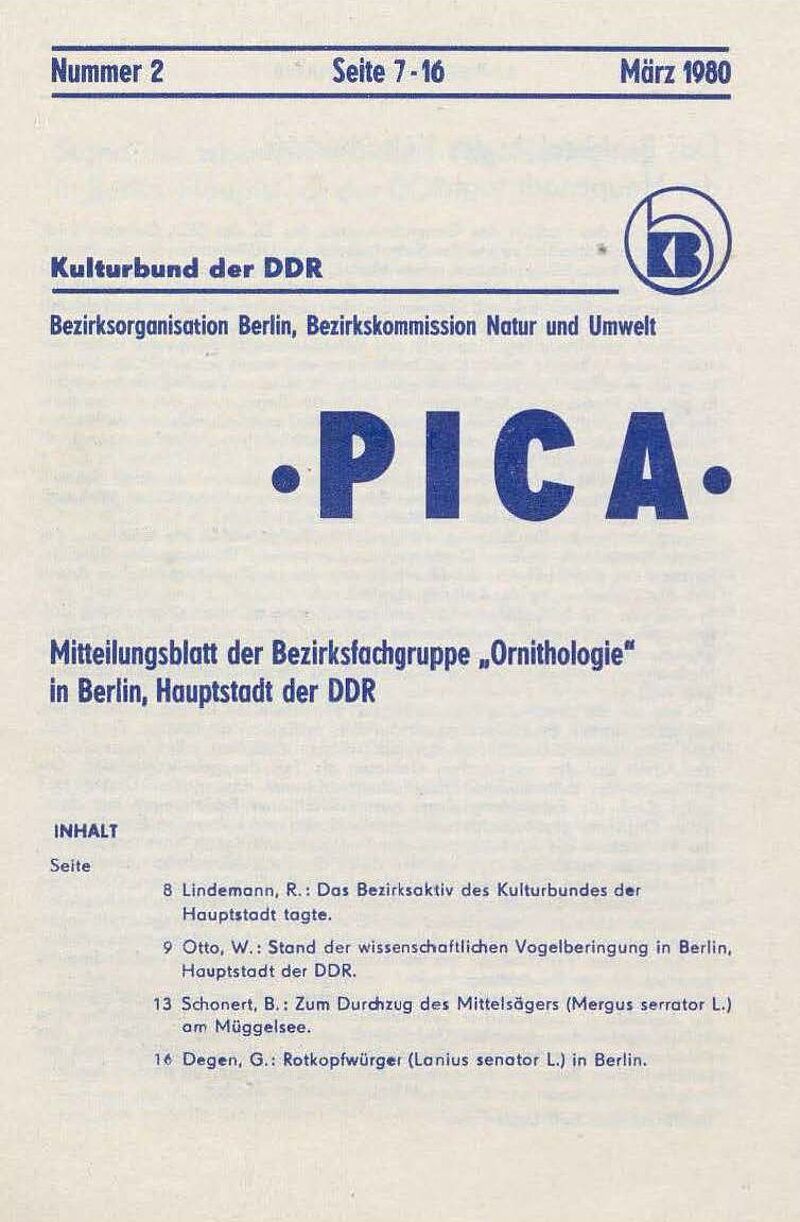 Nummer 2 Seite 7-16 März 1980
KB
Kulturbund der DDR
Bezirksorganisation Berlin, Bezirkskommission Natur und Umwelt
•PICA•
Mitteilungsblatt der Bezirksfachgruppe „Ornithologie"
in Berlin, Hauptstadt der DDR
INHALT
Seite
8 Lindemann, R.: Das Bezirksaktiv des Kulturbundes der
Hauptstadt tagte.
9 Otto, W.: Stand der wissenschaftlichen Vogelberingung in Berlin,
Hauptstadt der DDR.
13 Schonert, B.: Zum Durchzug des Mittelsägers (Mergus serrator L.)
am Müggelsee.
16 Degen, G.: Rotkopfwürger (Lanius senator L.) in Berlin.